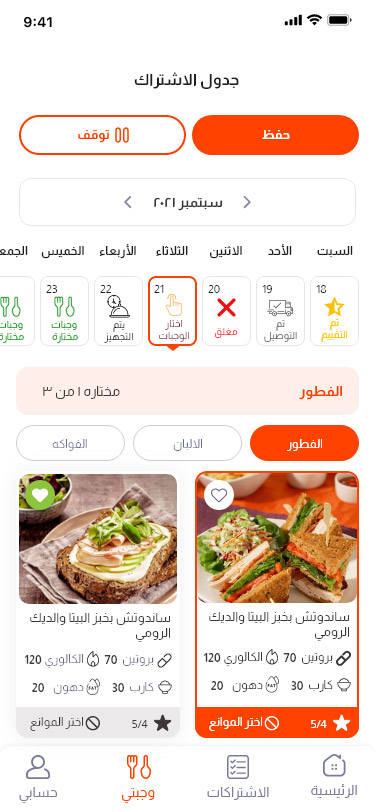 9:41
جدول الاشتراك
حفظ
توقف
سبتمبر ٢٠٢١
السبت
الأحد
الاثنين
الثلاثاء
الأربعاء
الخميس
الجمع
18
تم
التقييم
19
تم
التوصيل
20
مغلق
21
اختار
الوجبات
22
يتم
التجهيز
23
وجبات
مختارة
وجبات
مختارة
الفطور
مختاره ١ من ٣
الفطور
الالبان
الفواكه
ساندوتش بخبز البيتا والديك
الرومي
بروتين 70
الكالوري 120
كارب 30
دهون 20
5/4
اختر الموانع
ساندوتش بخبز البيتا والديك
الرومي
بروتين 70
الكالوري 120
كارب 30
دهون 20
5/4
اختر الموانع
الرئيسية
الاشتراكات
وجبتي
حسابي